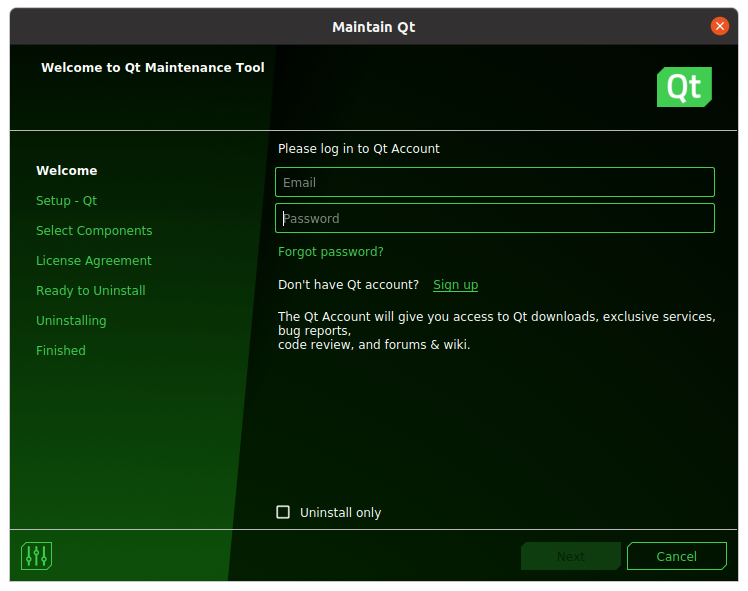 Maintain Qt
Welcome to Qt Maintenance Tool
Qt
Welcome
Setup - Qt
Select Components
License Agreement
Ready to Uninstall
Uninstalling
Finished
Please log in to Qt Account
Email
Password
Forgot password?
Don't have Qt account? Sign up
The Qt Account will give you access to Qt downloads, exclusive services,
bug reports,
code review, and forums & wiki.
Uninstall only
Next
Cancel